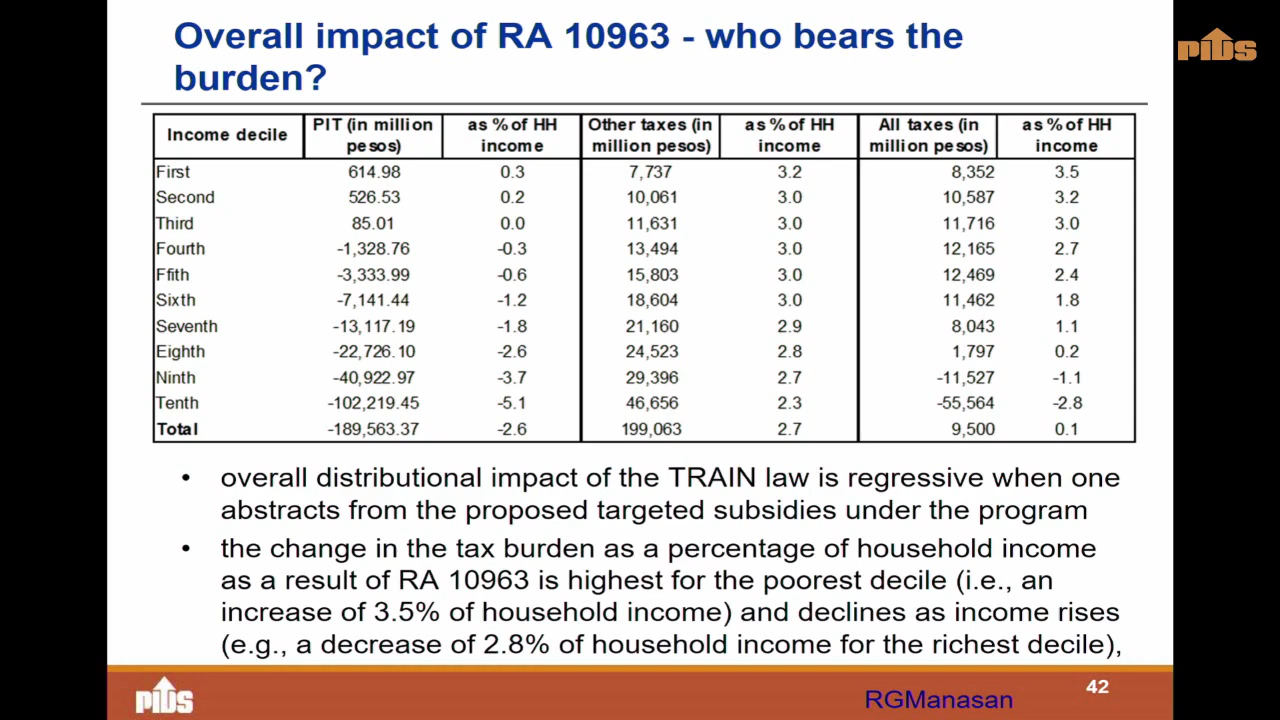 Overall impact of RA 10963 - who bears the
burden?
PIDS
Income decile PIT (in million pesos) as % of HH income Other taxes (in million pesos) as % of HH income All taxes (in million pesos) as % of HH income
First 614.98 0.3 7,737 3.2 8,352 3.5
Second 526.53 0.2 10,061 3.0 10,587 3.2
Third 85.01 0.0 11,631 3.0 11,716 3.0
Fourth -1,328.76 -0.3 13,494 3.0 12,165 2.7
Ffith -3,333.99 -0.6 15,803 3.0 12,469 2.4
Sixth -7,141.44 -1.2 18,604 3.0 11,462 1.8
Seventh -13,117.19 -1.8 21,160 2.9 8,043 1.1
Eighth -22,726.10 -2.6 24,523 2.8 1,797 0.2
Ninth -40,922.97 -3.7 29,396 2.7 -11,527 -1.1
Tenth -102,219.45 -5.1 46,656 2.3 -55,564 -2.8
Total -189,563.37 -2.6 199,063 2.7 9,500 0.1
• overall distributional impact of the TRAIN law is regressive when one
abstracts from the proposed targeted subsidies under the program
• the change in the tax burden as a percentage of household income
as a result of RA 10963 is highest for the poorest decile (i.e., an
increase of 3.5% of household income) and declines as income rises
(e.g., a decrease of 2.8% of household income for the richest decile),
PIDS
RGManasan
42